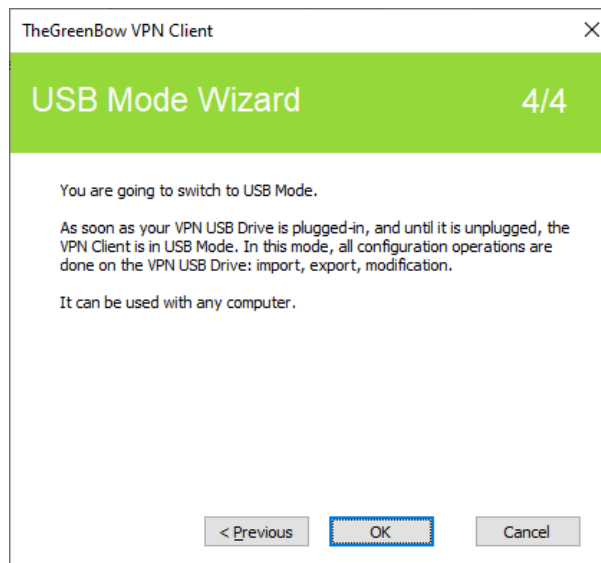 TheGreenBow VPN Client
USB Mode Wizard 4/4
You are going to switch to USB Mode.
As soon as your VPN USB Drive is plugged-in, and until it is unplugged, the
VPN Client is in USB Mode. In this mode, all configuration operations are
done on the VPN USB Drive: import, export, modification.
It can be used with any computer.
< Previous OK Cancel